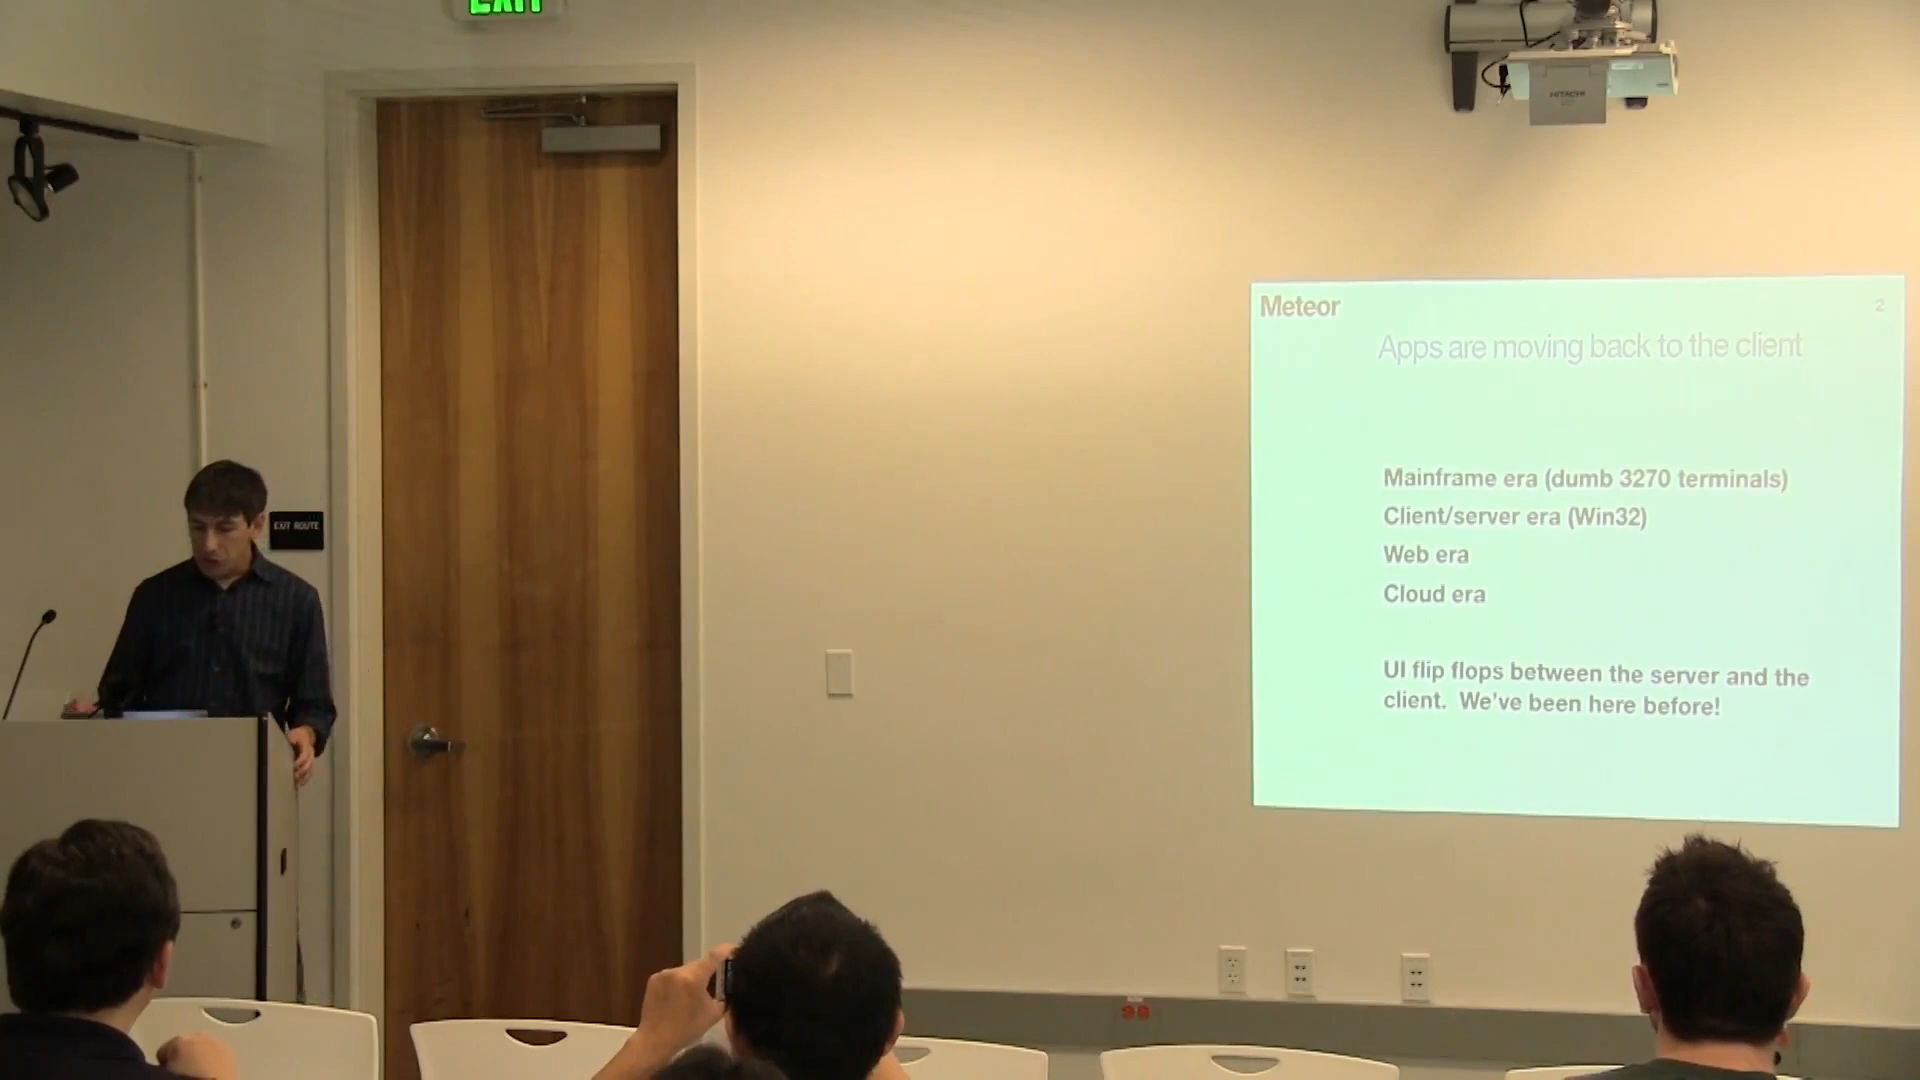 EXIT
HITACHI
Meteor
2
Apps are moving back to the client
Mainframe era (dumb 3270 terminals)
Client/server era (Win32)
Web era
Cloud era
UI flip flops between the server and the
client. We've been here before!
EXIT ROUTE